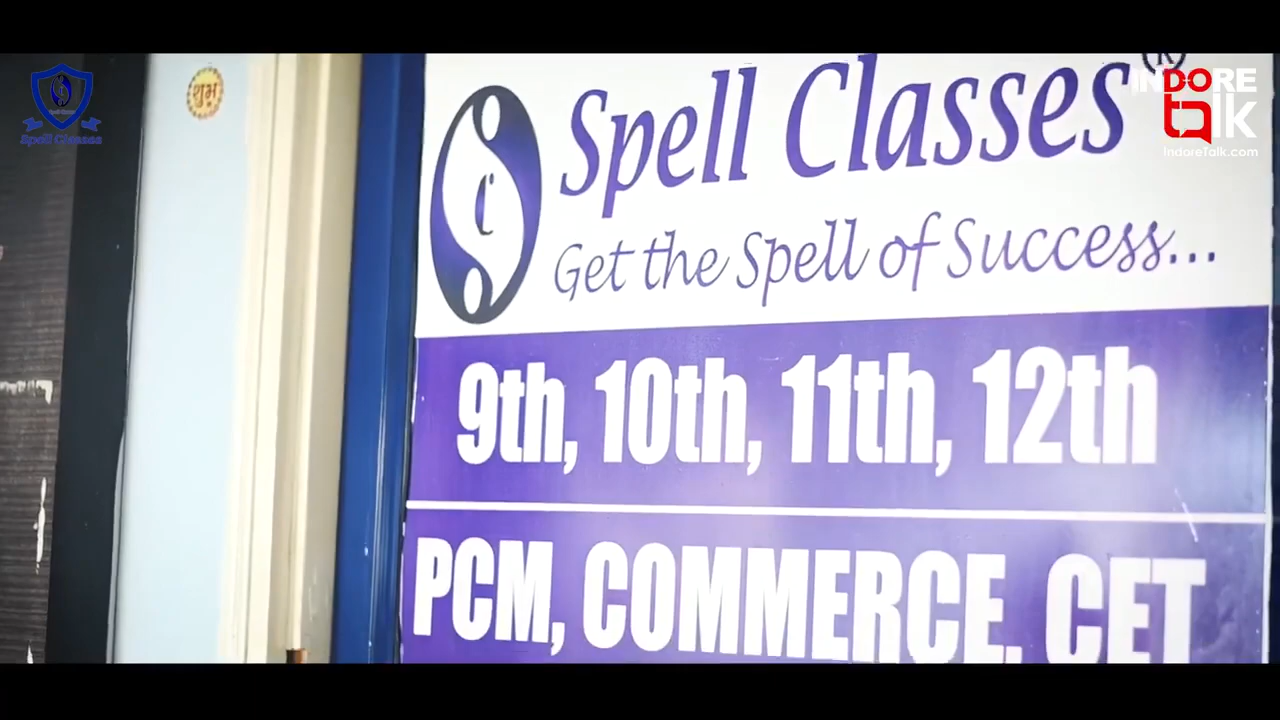 शुभ
Spell Classes
Spell Classes®
Get the Spell of Success...
9th, 10th, 11th, 12th
PCM, COMMERCE, CET
INDORE
talk
IndoreTalk.com